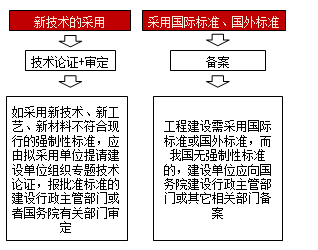 新技术的采用
采用国际标准、国外标准
技术论证+审定
备案
如采用新技术、新工
艺、新材料不符合现
行的强制性标准，应
由拟采用单位提请建
设单位组织专题技术
论证，报批准标准的
建设行政主管部门或
者国务院有关部门审
定
工程建设需采用国际
标准或国外标准，而
我国无强制性标准
的，建设单位应向国
务院建设行政主管部
门或其它相关部门备
案